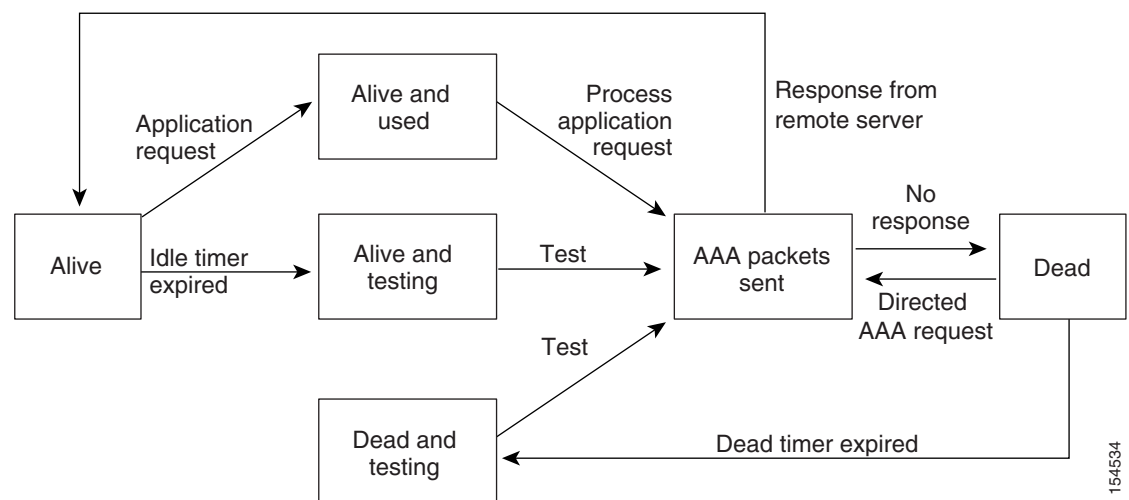 Alive and
used
Process
application
request
Response from
remote server
Application
request
No
response
Alive
Idle timer
expired
Alive and
testing
Test
AAA packets
sent
Dead
Directed
AAA request
Test
Dead and
testing
Dead timer expired
154534